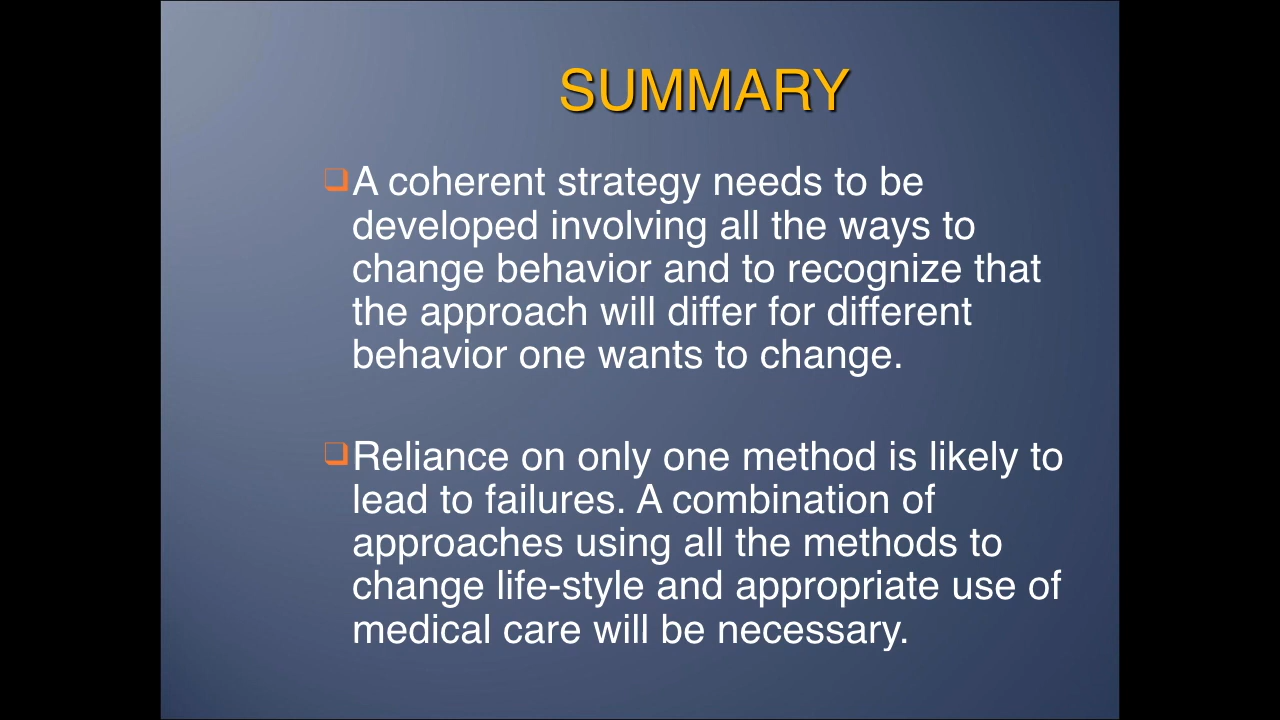 SUMMARY
A coherent strategy needs to be
developed involving all the ways to
change behavior and to recognize that
the approach will differ for different
behavior one wants to change.
Reliance on only one method is likely to
lead to failures. A combination of
approaches using all the methods to
change life-style and appropriate use of
medical care will be necessary.